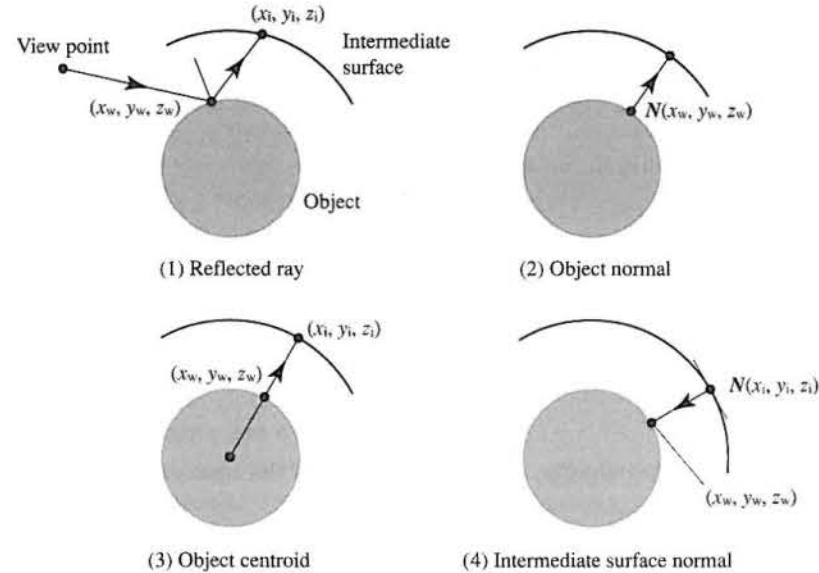 (xi, yi, zi)
View point
Intermediate
surface
(xw, yw, zw)
Object
(1) Reflected ray
N(xw, yw, zw)
(2) Object normal
(xi, yi, zi)
(xw, yw, zw)
(3) Object centroid
N(xi, yi, zi)
(xw, yw, zw)
(4) Intermediate surface normal